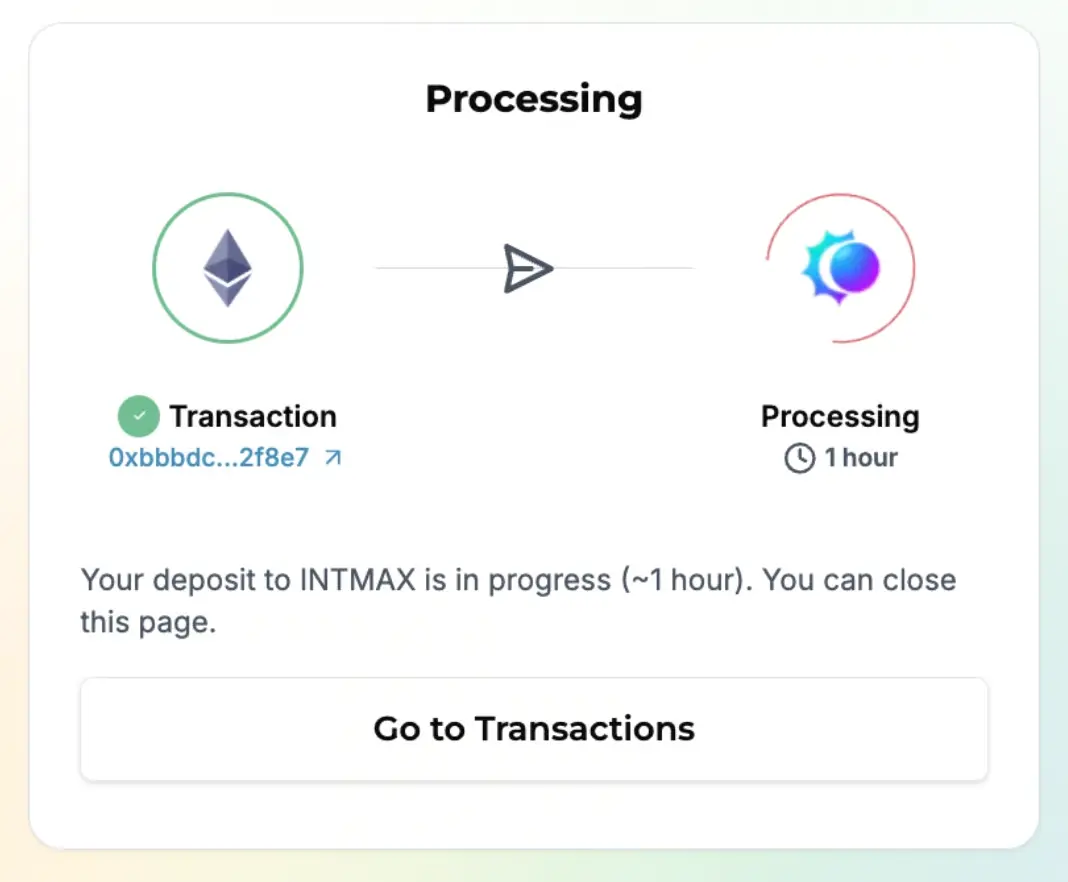 Processing
Transaction
0xbbbdc...2f8e7
Processing
1 hour
Your deposit to INTMAX is in progress (~1 hour). You can close
this page.
Go to Transactions